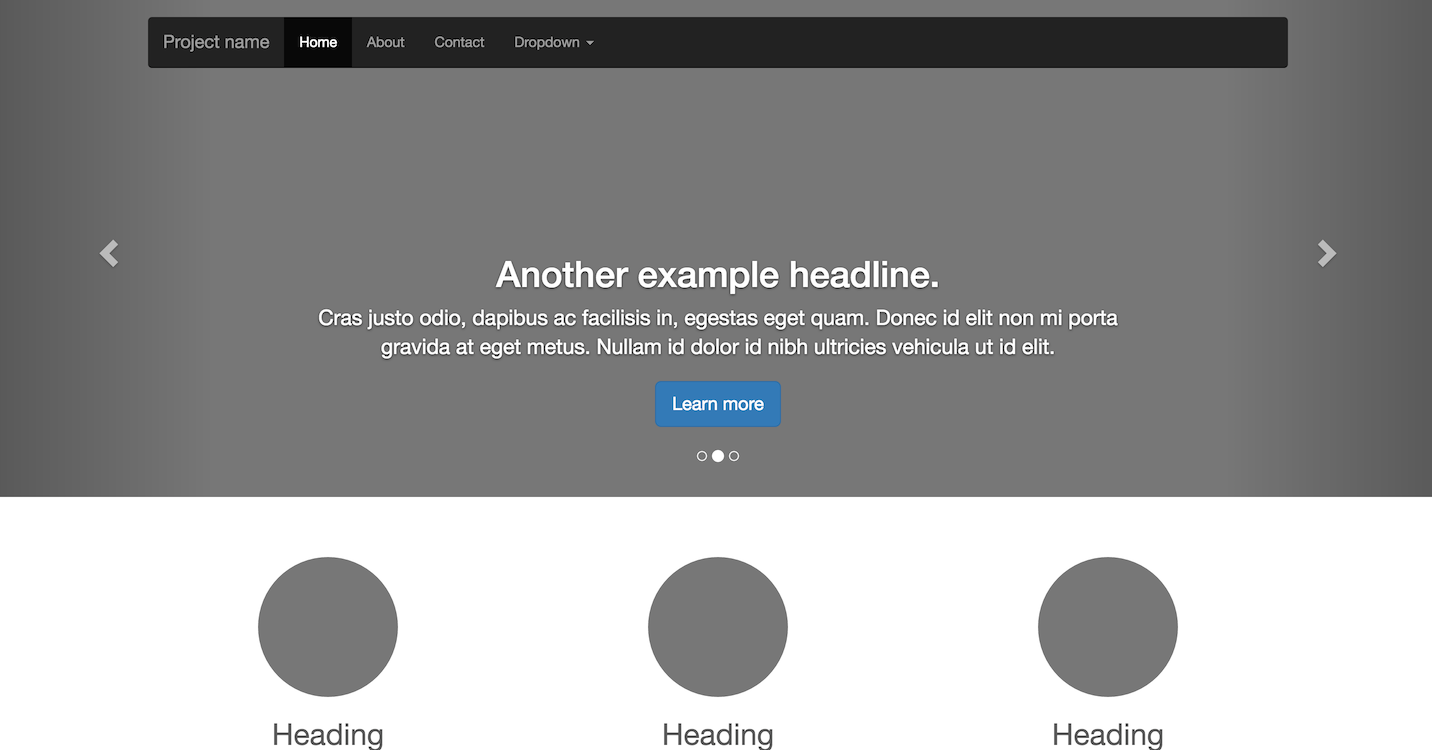 Project name Home About Contact Dropdown
Another example headline.
Cras justo odio, dapibus ac facilisis in, egestas eget quam. Donec id elit non mi porta
gravida at eget metus. Nullam id dolor id nibh ultricies vehicula ut id elit.
Learn more
Heading Heading Heading